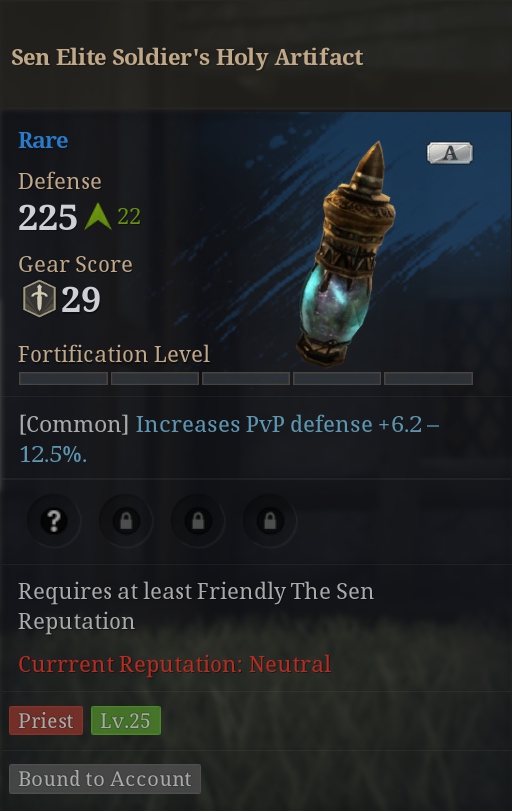 Sen Elite Soldier's Holy Artifact
Rare
A
Defense
225 22
Gear Score
29
Fortification Level
[Common] Increases PvP defense +6.2 –
12.5%.
?
Requires at least Friendly The Sen
Reputation
Currrent Reputation: Neutral
Priest Lv.25
Bound to Account